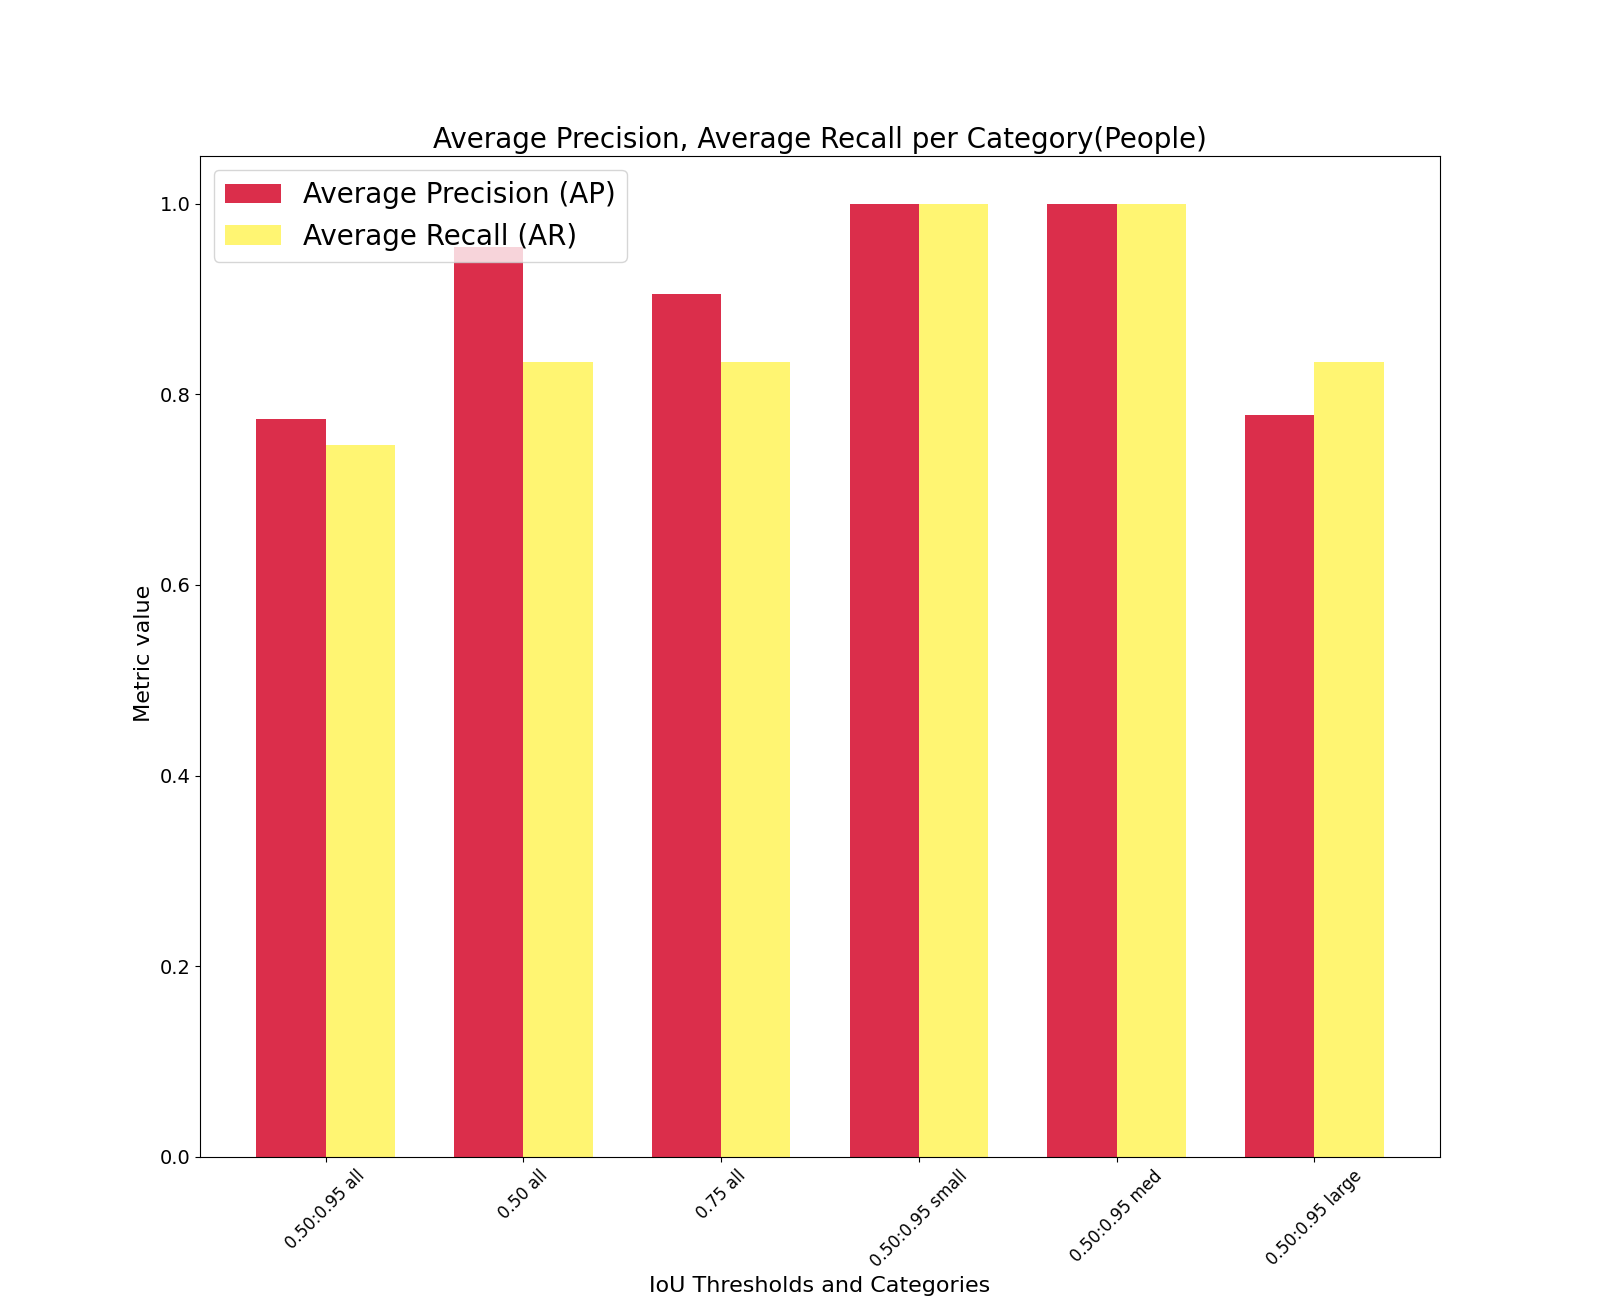 Average Precision, Average Recall per Category(People)
Average Precision (AP)
Average Recall (AR)
1.0
0.8
0.6
0.4
0.2
0.0
Metric value
0.50:0.95 all
0.50 all
0.75 all
0.50:0.95 small
0.50:0.95 med
0.50:0.95 large
IoU Thresholds and Categories